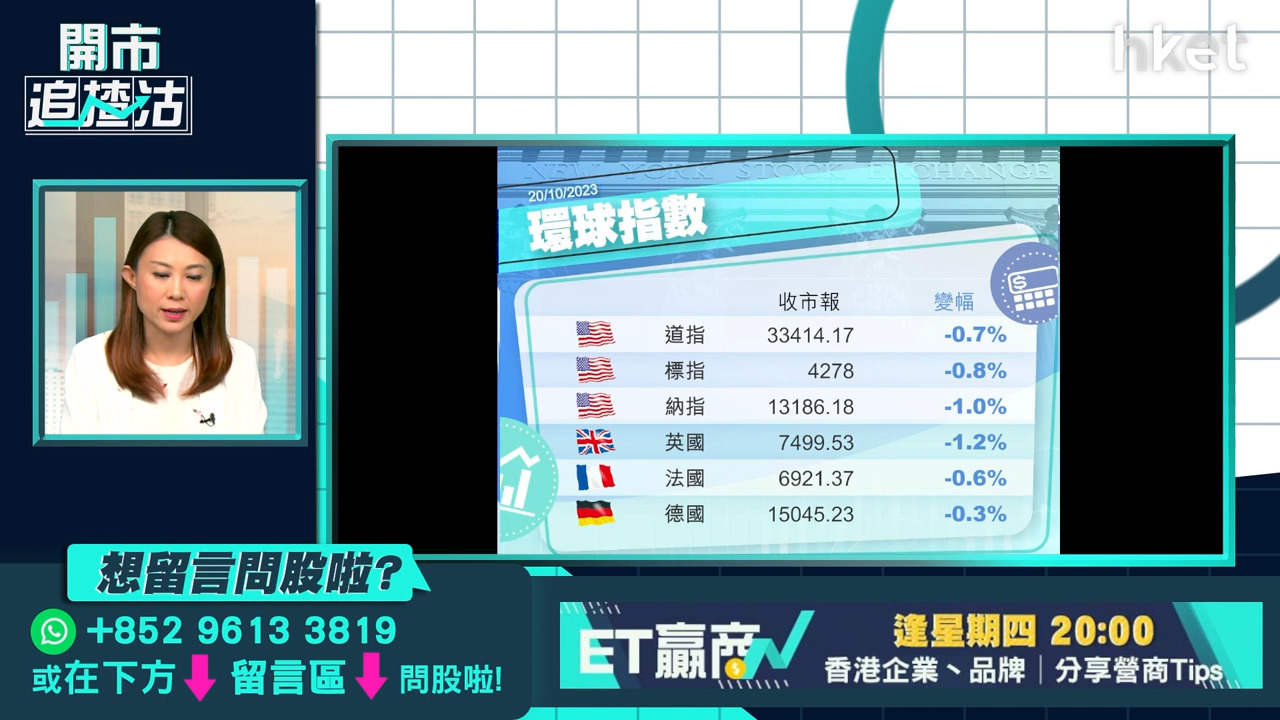 開市
追揸沽
hket
NEW YORK STOCK EXCHANGE
20/10/2023
環球指數
收市報 變幅
道指 33414.17 -0.7%
標指 4278 -0.8%
納指 13186.18 -1.0%
英國 7499.53 -1.2%
法國 6921.37 -0.6%
德國 15045.23 -0.3%
想留言問股啦?
+852 9613 3819
或在下方 留言區 問股啦!
ET贏商
逢星期四 20:00
香港企業、品牌｜分享營商Tips